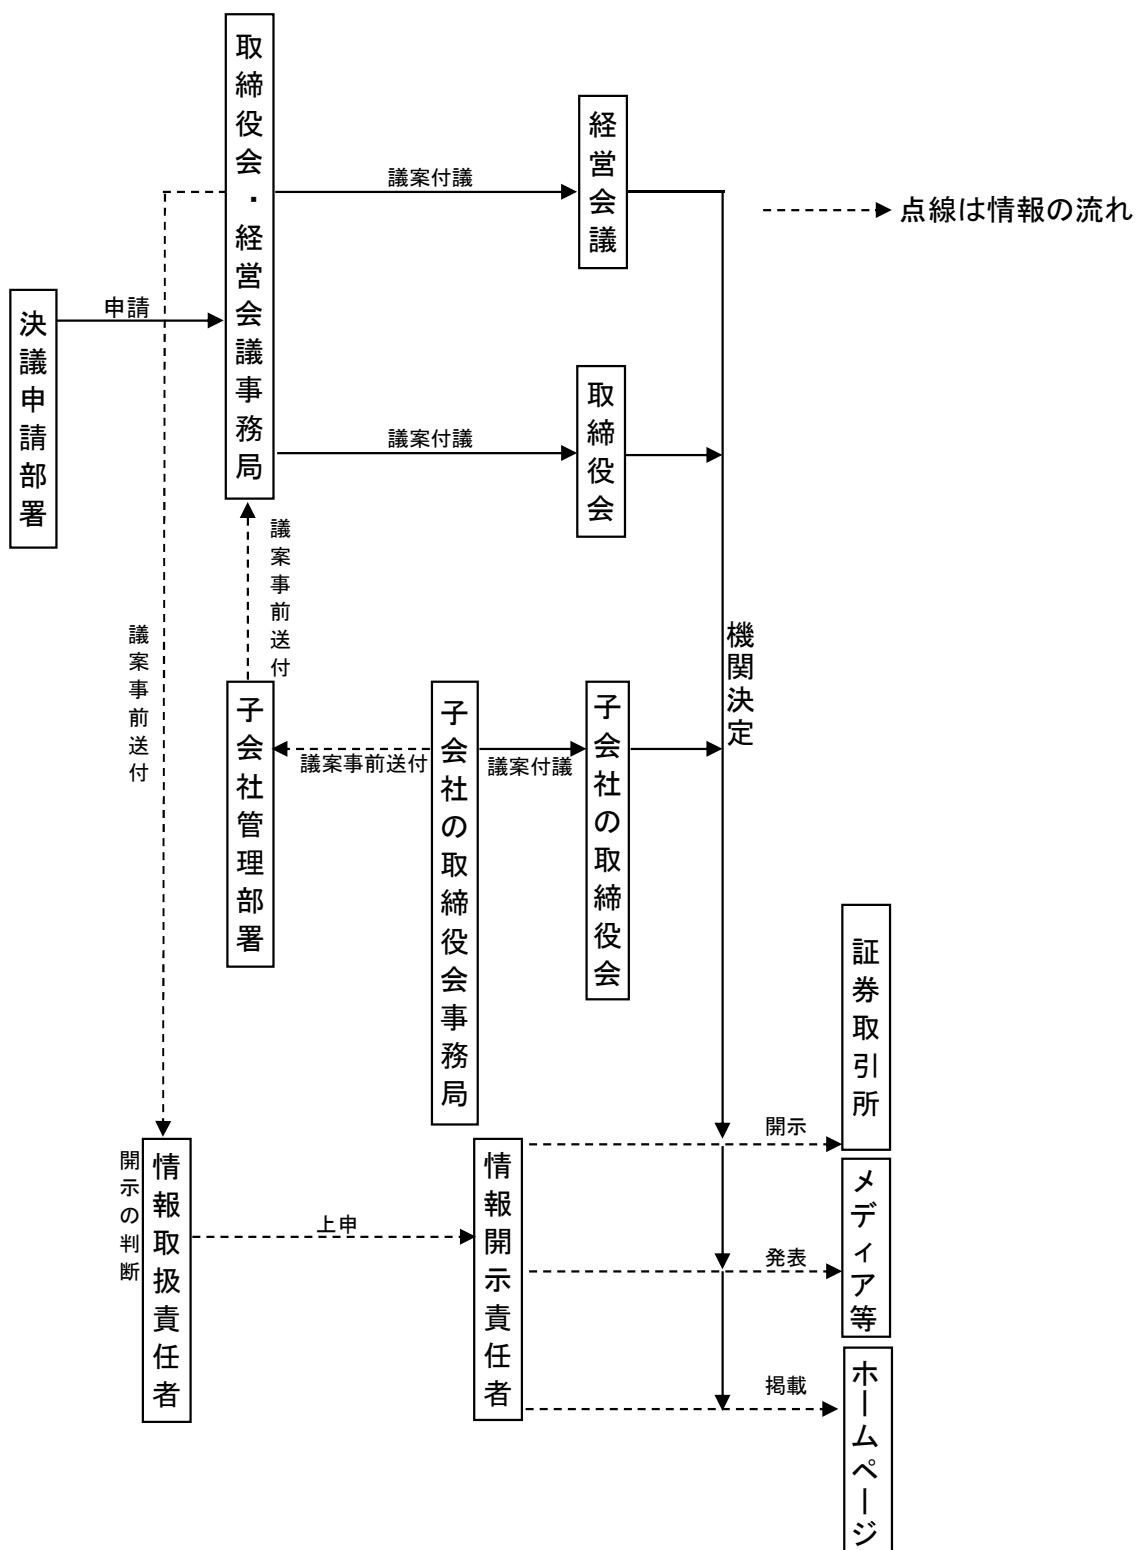 取締役会・経営会議事務局
経営会議
議案付議
点線は情報の流れ
決議申請部署
申請
取締役会
議案付議
議案事前送付
議案事前送付
機関決定
子会社管理部署
子会社の取締役会事務局
子会社の取締役会
議案事前送付
議案付議
証券取引所
開示
開示の判断
情報取扱責任者
上申
情報開示責任者
メディア等
発表
掲載
ホームページ